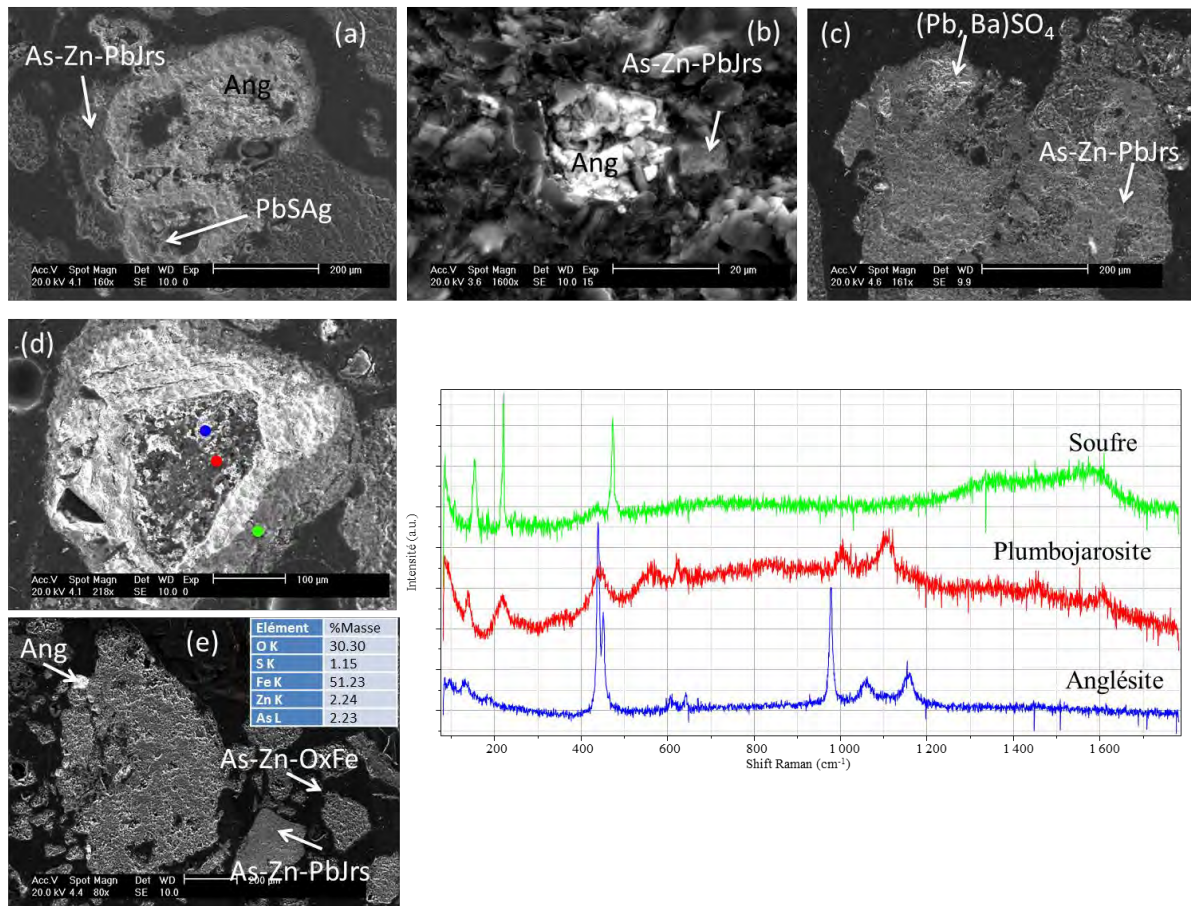 (a)
As-Zn-PbJrs
Ang
PbSAg
Acc.V Spot Magn Det WD Exp 200 µm
20.0 kV 4.1 160x SE 10.0 0
(b)
As-Zn-PbJrs
Ang
Acc.V Spot Magn Det WD Exp 20 µm
20.0 kV 3.6 1600x SE 10.0 15
(c)
(Pb, Ba)SO4
As-Zn-PbJrs
Acc.V Spot Magn Det WD 200 µm
20.0 kV 4.6 161x SE 9.9
(d)
Acc.V Spot Magn Det WD Exp 100 µm
20.0 kV 4.1 218x SE 10.0 0
Soufre
Plumbojarosite
Anglésite
Intensité (a.u.)
200 400 600 800 1 000 1 200 1 400 1 600
Shift Raman (cm-1)
(e)
Elément %Masse
O K 30.30
S K 1.15
Fe K 51.23
Zn K 2.24
As L 2.23
Ang
As-Zn-OxFe
As-Zn-PbJrs
Acc.V Spot Magn Det WD 200 µm
20.0 kV 4.4 80x SE 10.0